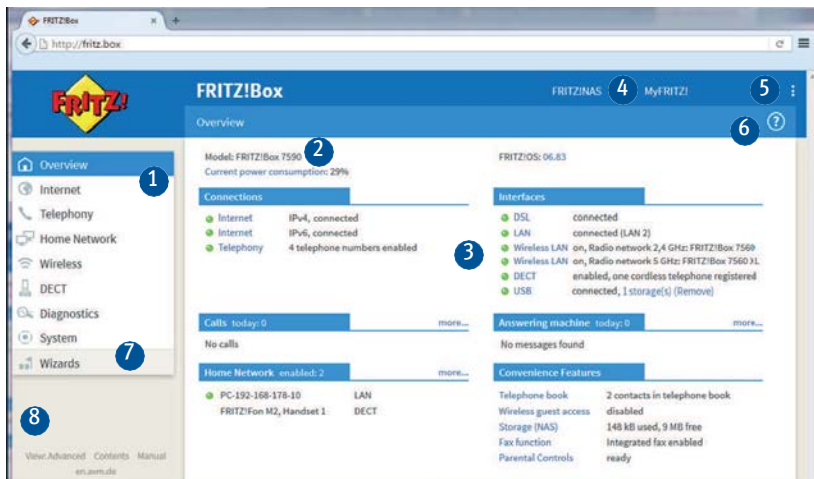 FRITZ!Box
http://fritz.box
FRITZ!
FRITZ!Box
FRITZ!NAS 4 MyFRITZ! 5
Overview 6
Overview
1
Internet
Telephony
Home Network
Wireless
DECT
Diagnostics
System
7
Wizards
8
View: Advanced Contents Manual
en.avm.de
Model: FRITZ!Box 7590 2
Current power consumption: 29%
FRITZ!OS: 06.83
Connections
Internet IPv4, connected
Internet IPv6, connected
Telephony 4 telephone numbers enabled
3
Interfaces
DSL connected
LAN connected (LAN 2)
Wireless LAN on, Radio network 2,4 GHz: FRITZ!Box 7560
Wireless LAN on, Radio network 5 GHz: FRITZ!Box 7560 XL
DECT enabled, one cordless telephone registered
USB connected, 1 storage(s) (Remove)
Calls today: 0 more...
No calls
Answering machine today: 0 more...
No messages found
Home Network enabled: 2 more...
PC-192-168-178-10 LAN
FRITZ!Fon M2, Handset 1 DECT
Convenience Features
Telephone book 2 contacts in telephone book
Wireless guest access disabled
Storage (NAS) 148 kB used, 9 MB free
Fax function Integrated fax enabled
Parental Controls ready